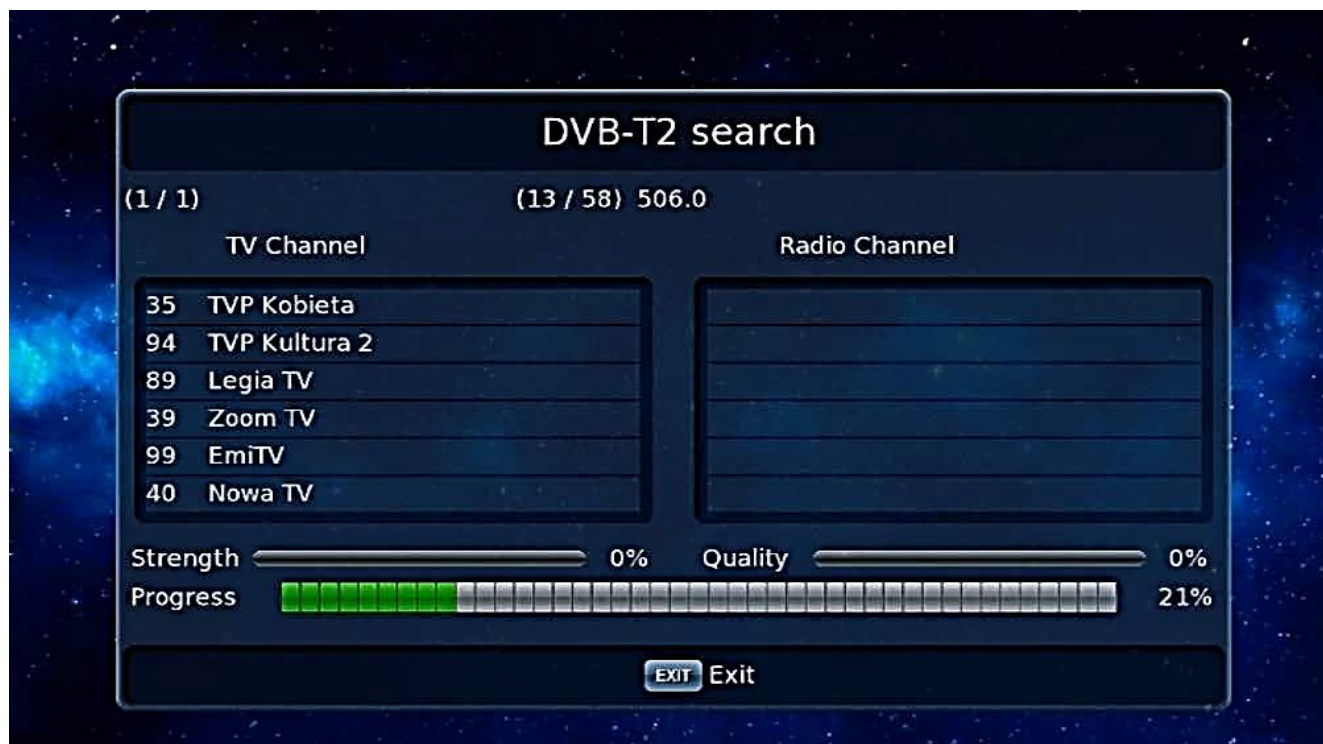 DVB-T2 search
(1 / 1) (13 / 58) 506.0
TV Channel Radio Channel
35 TVP Kobieta
94 TVP Kultura 2
89 Legia TV
39 Zoom TV
99 EmiTV
40 Nowa TV
Strength 0% Quality 0%
Progress 21%
EXIT Exit